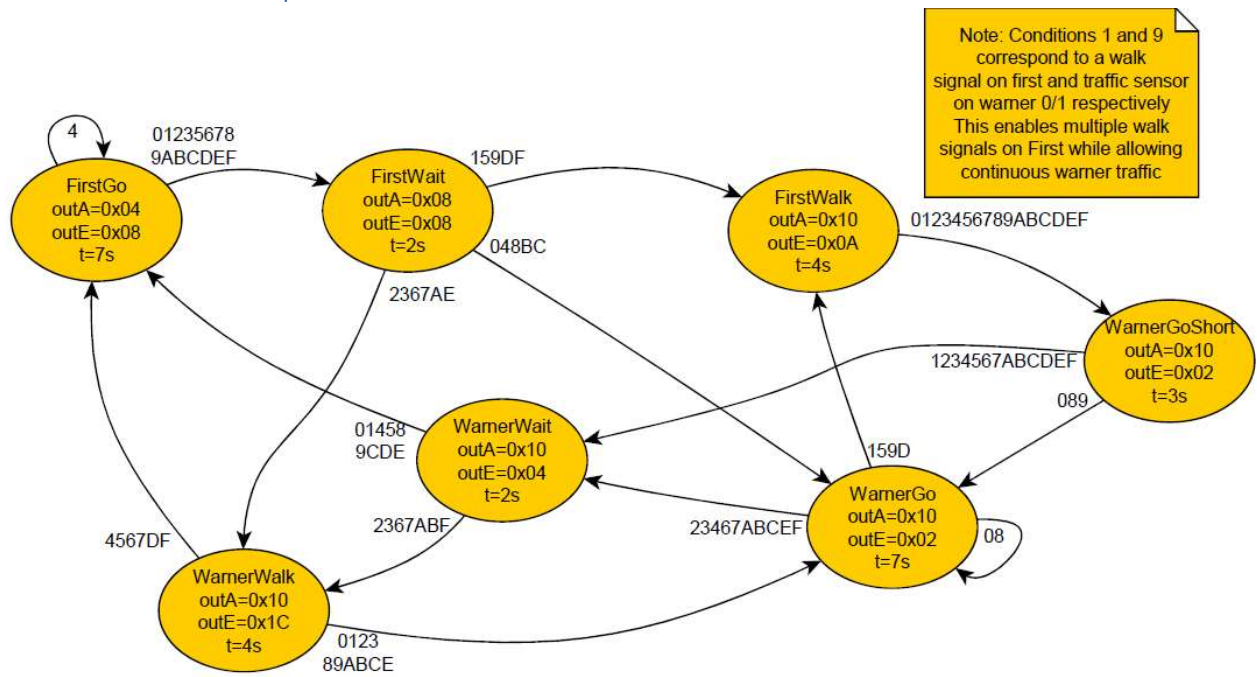 Note: Conditions 1 and 9
correspond to a walk
signal on first and traffic sensor
on warner 0/1 respectively
This enables multiple walk
signals on First while allowing
continuous warner traffic
4
01235678
9ABCDEF
FirstGo
outA=0x04
outE=0x08
t=7s
FirstWait
outA=0x08
outE=0x08
t=2s
159DF
048BC
2367AE
FirstWalk
outA=0x10
outE=0x0A
t=4s
0123456789ABCDEF
WarnerGoShort
outA=0x10
outE=0x02
t=3s
1234567ABCDEF
089
01458
9CDE
WarnerWait
outA=0x10
outE=0x04
t=2s
159D
WarnerGo
outA=0x10
outE=0x02
t=7s
08
23467ABCEF
2367ABF
4567DF
WarnerWalk
outA=0x10
outE=0x1C
t=4s
0123
89ABCE